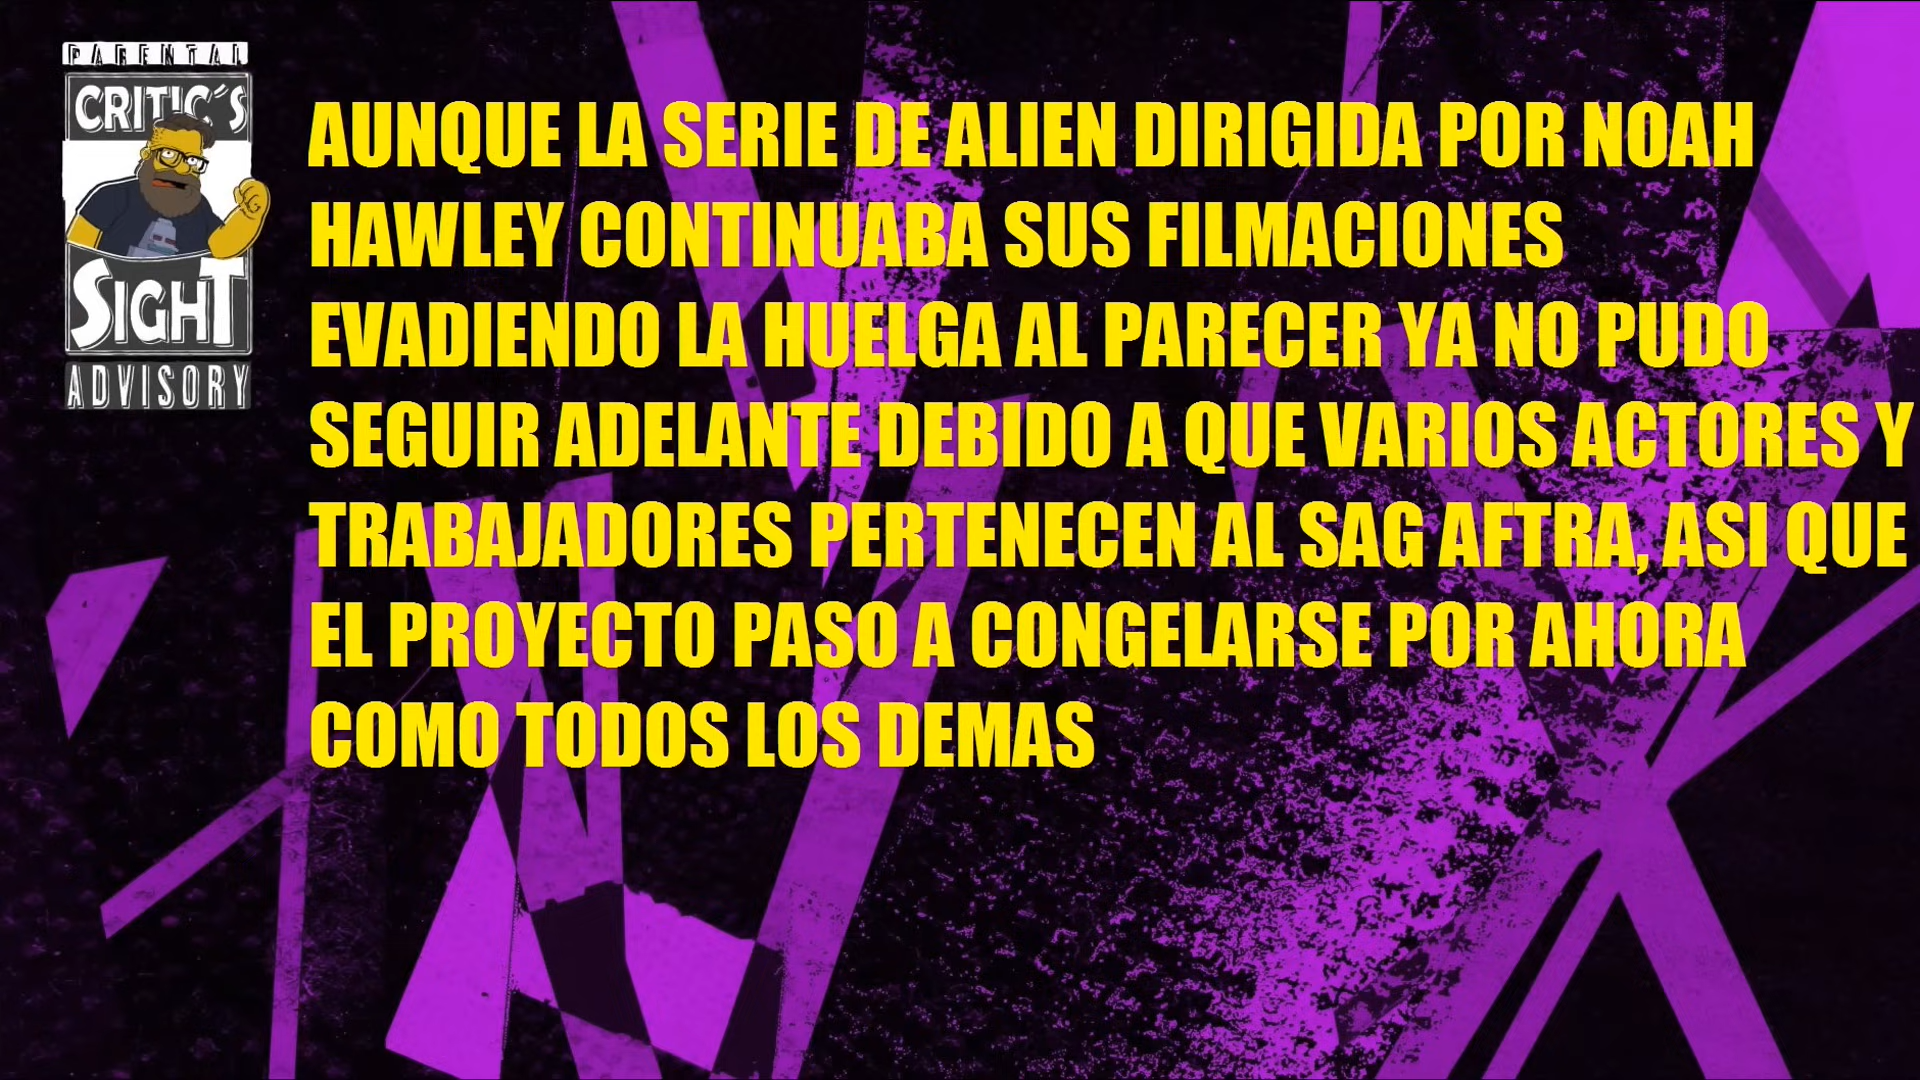 PARENTAL
CRITIC´S
SIGHT
ADVISORY
AUNQUE LA SERIE DE ALIEN DIRIGIDA POR NOAH
HAWLEY CONTINUABA SUS FILMACIONES
EVADIENDO LA HUELGA AL PARECER YA NO PUDO
SEGUIR ADELANTE DEBIDO A QUE VARIOS ACTORES Y
TRABAJADORES PERTENECEN AL SAG AFTRA, ASI QUE
EL PROYECTO PASO A CONGELARSE POR AHORA
COMO TODOS LOS DEMAS